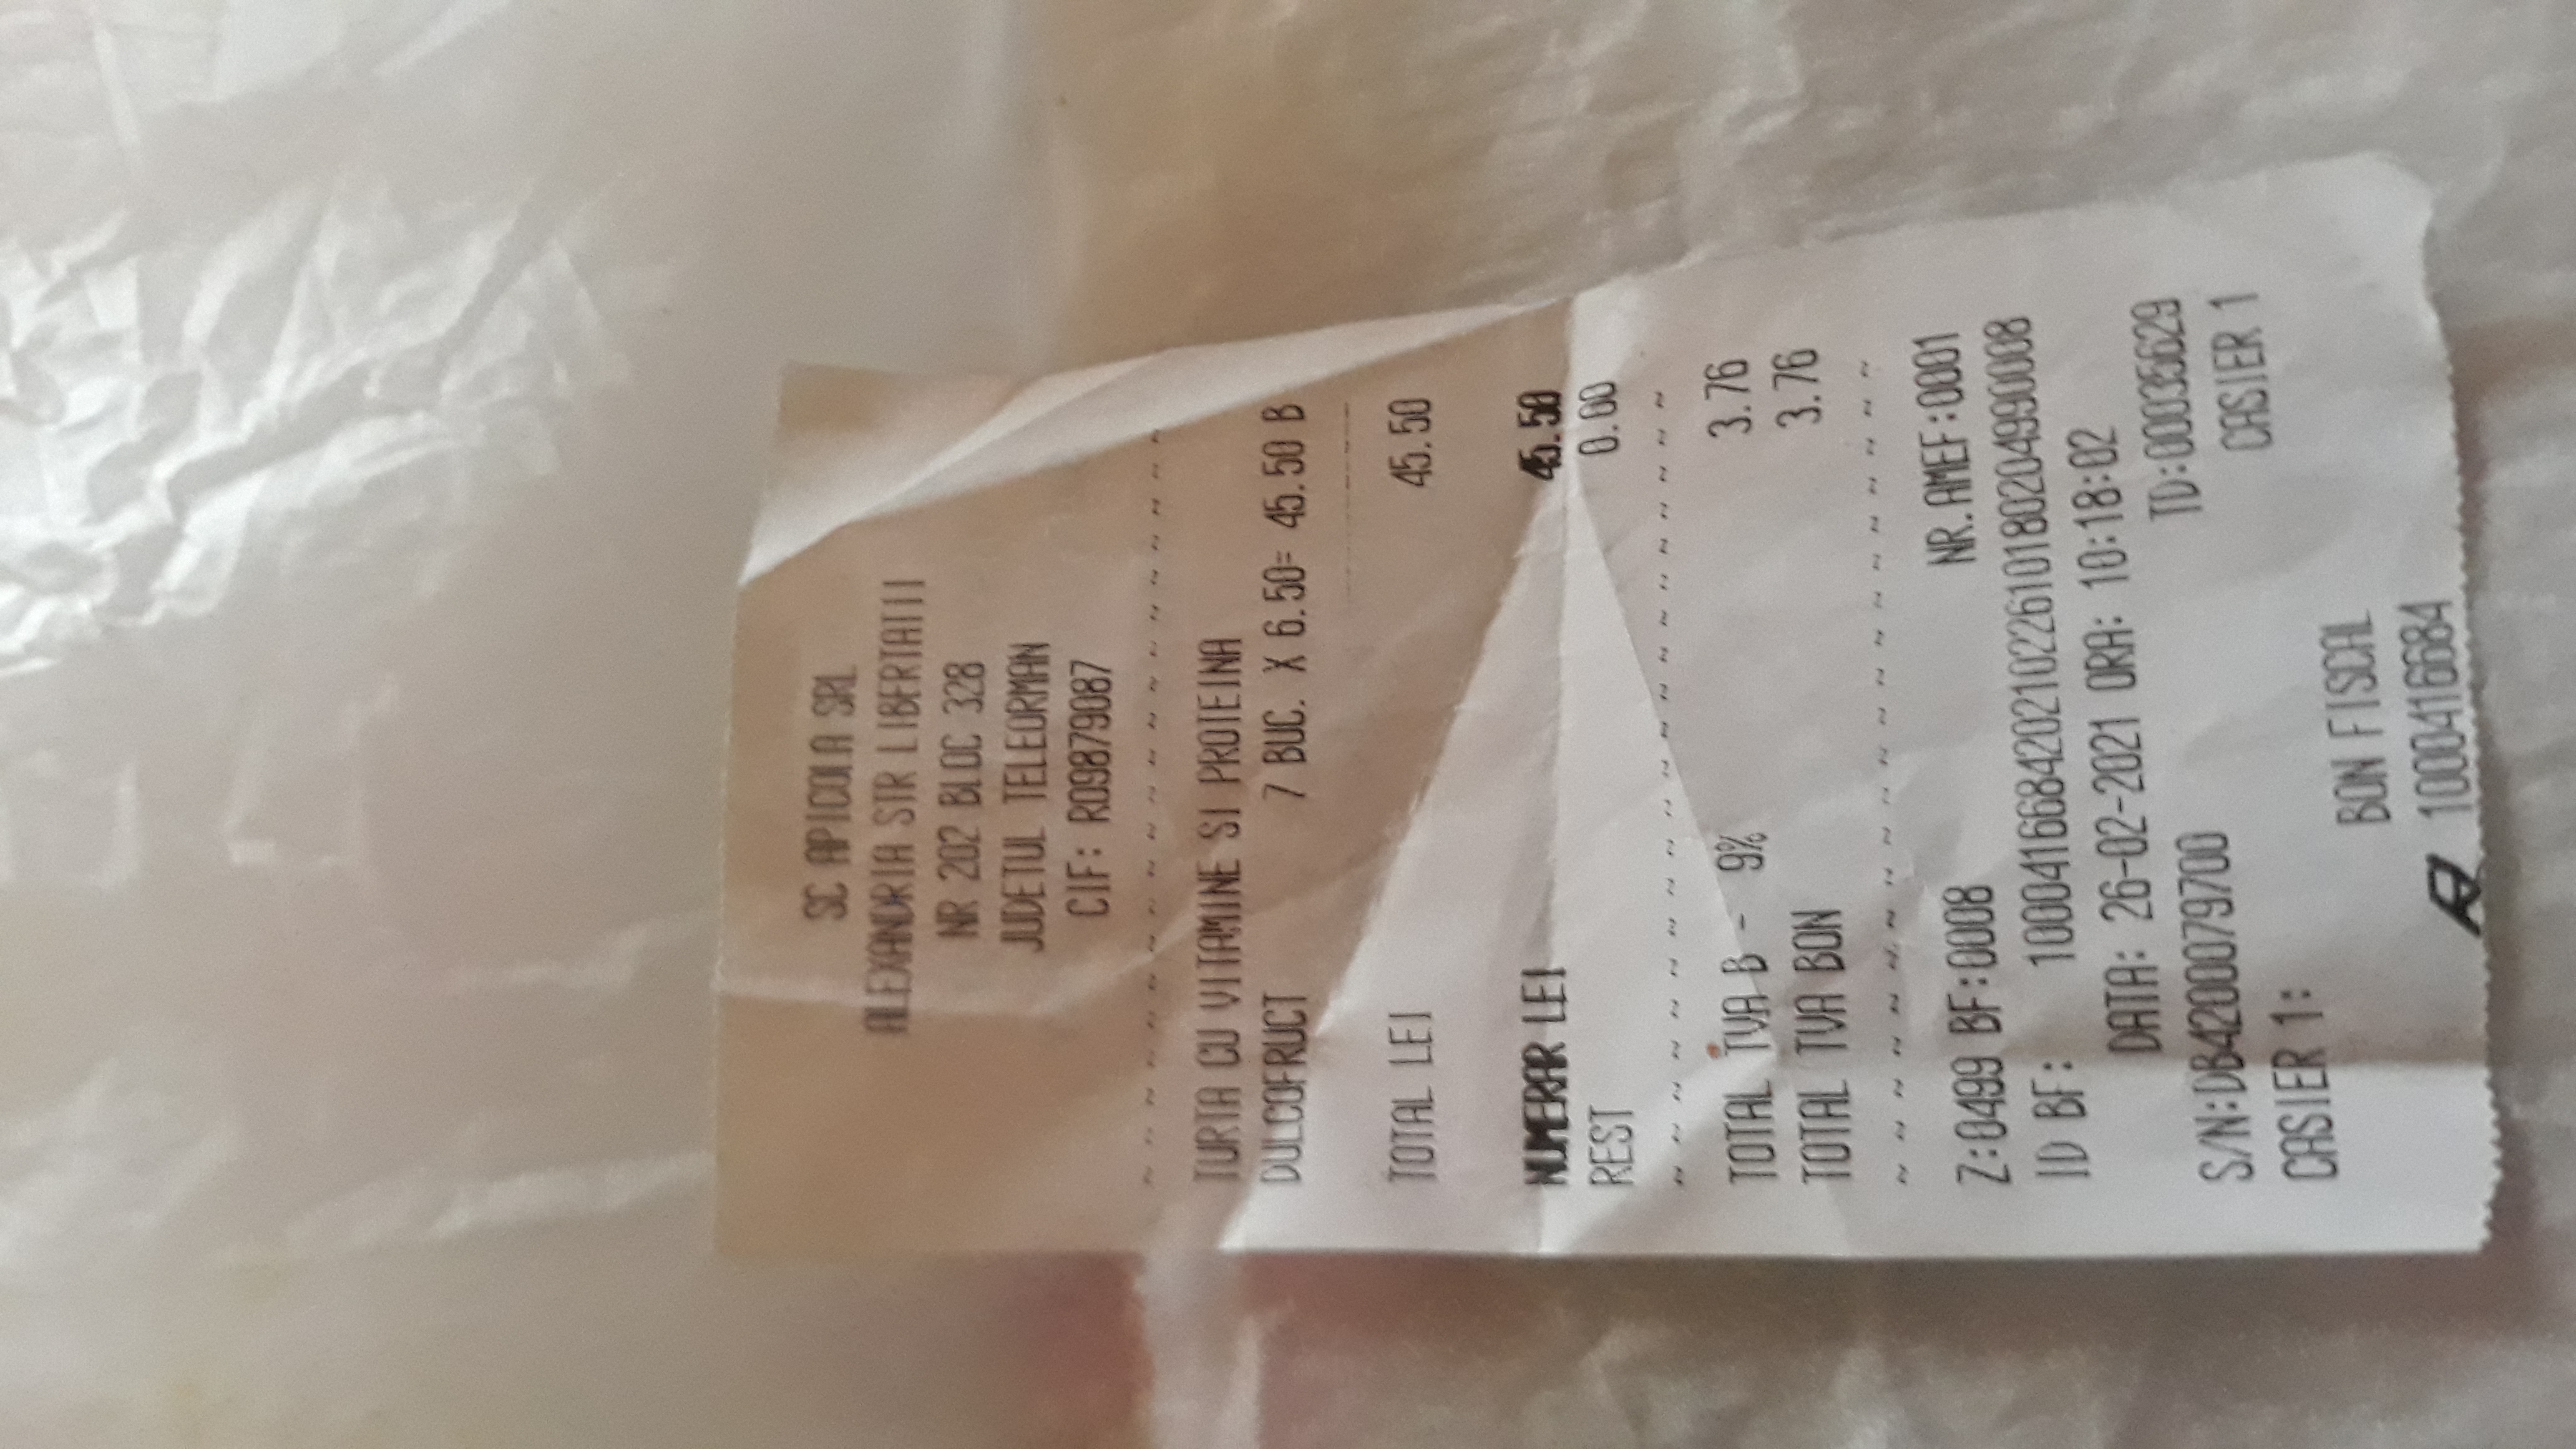 SC APICOLA SRL
ALEXANDRIA STR LIBERTATII
NR 202 BLOC 328
JUDETUL TELEORMAN
CIF: RO9879087
~ ~ ~ ~ ~ ~ ~ ~ ~ ~ ~ ~ ~ ~ ~ ~
TURTA CU VITAMINE SI PROTEINA
DULCOFRUCT 7 BUC. X 6.50= 45.50 B
TOTAL LEI 45.50
NUMERAR LEI 45.50
REST 0.00
~ ~ ~ ~ ~ ~ ~ ~ ~ ~ ~ ~ ~ ~ ~ ~
TOTAL TVA B - 9% 3.76
TOTAL TVA BON 3.76
~ ~ ~ ~ ~ ~ ~ ~ ~ ~ ~ ~ ~ ~ ~ ~
Z:0499 BF:0008 NR.AMEF:0001
ID BF: 10004166842021022610180204990008
DATA: 26-02-2021 ORA: 10:18:02
S/N:DB4200079700 TD:00035629
CASIER 1: CASIER 1
BON FISCAL
1000416684